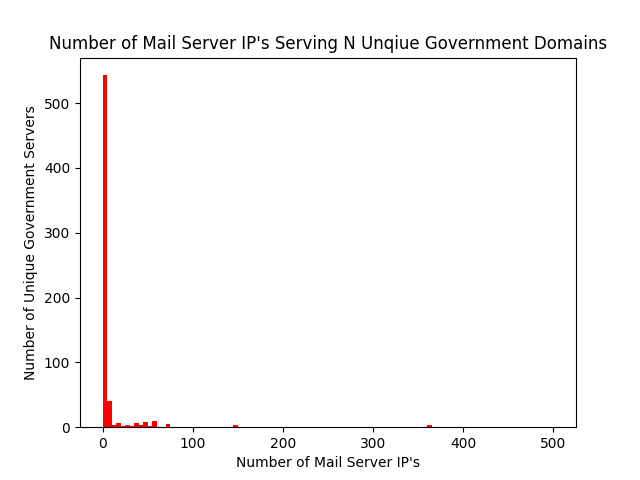 Number of Mail Server IP's Serving N Unqiue Government Domains
Number of Unique Government Servers
500
400
300
200
100
0
0 100 200 300 400 500
Number of Mail Server IP's